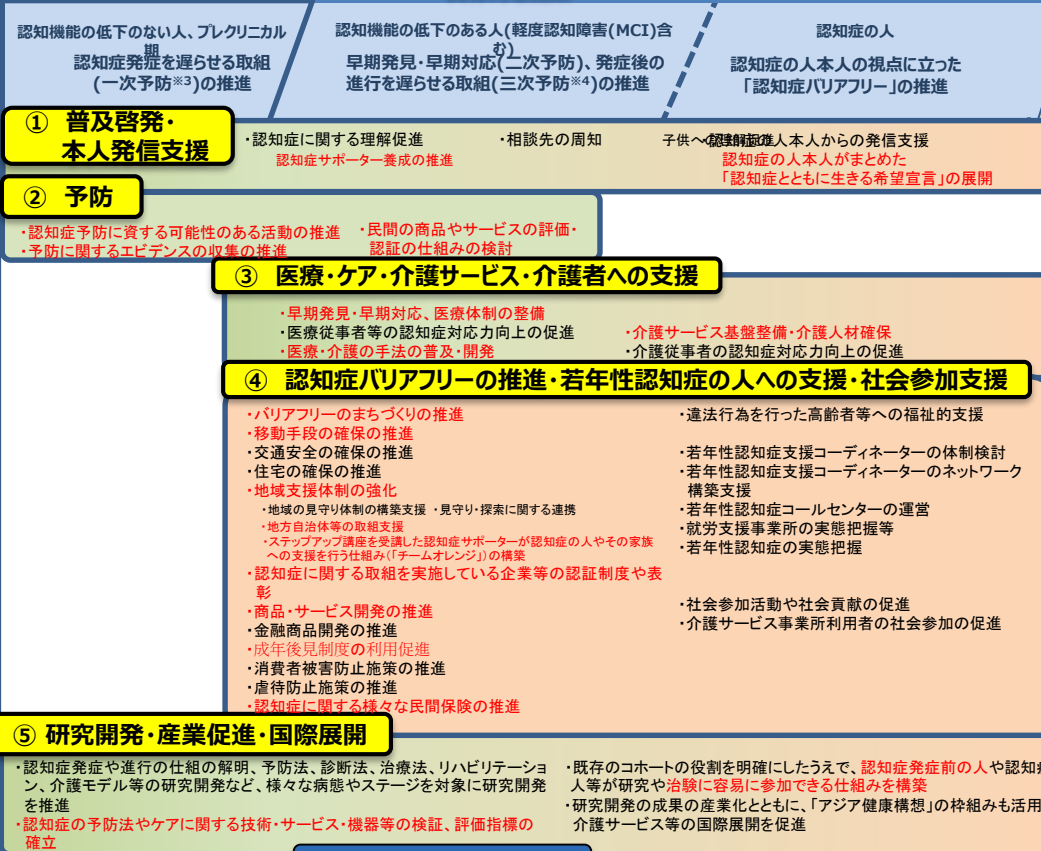 認知機能の低下のない人、プレクリニカル
期
認知症発症を遅らせる取組
(一次予防※3)の推進
認知機能の低下のある人(軽度認知障害(MCI)含
む)
早期発見・早期対応(二次予防)、発症後の
進行を遅らせる取組(三次予防※4)の推進
認知症の人
認知症の人本人の視点に立った
「認知症バリアフリー」の推進
① 普及啓発・
本人発信支援
・認知症に関する理解促進
認知症サポーター養成の推進
・相談先の周知
子供への理解促進
・認知症の人本人からの発信支援
認知症の人本人がまとめた
「認知症とともに生きる希望宣言」の展開
② 予防
・認知症予防に資する可能性のある活動の推進
・予防に関するエビデンスの収集の推進
・民間の商品やサービスの評価・
認証の仕組みの検討
③ 医療・ケア・介護サービス・介護者への支援
・早期発見・早期対応、医療体制の整備
・医療従事者等の認知症対応力向上の促進
・医療・介護の手法の普及・開発
・介護サービス基盤整備・介護人材確保
・介護従事者の認知症対応力向上の促進
④ 認知症バリアフリーの推進・若年性認知症の人への支援・社会参加支援
・バリアフリーのまちづくりの推進
・移動手段の確保の推進
・交通安全の確保の推進
・住宅の確保の推進
・地域支援体制の強化
・地域の見守り体制の構築支援 ・見守り・探索に関する連携
・地方自治体等の取組支援
・ステップアップ講座を受講した認知症サポーターが認知症の人やその家族
への支援を行う仕組み(「チームオレンジ」)の構築
・認知症に関する取組を実施している企業等の認証制度や表
彰
・商品・サービス開発の推進
・金融商品開発の推進
・成年後見制度の利用促進
・消費者被害防止施策の推進
・虐待防止施策の推進
・認知症に関する様々な民間保険の推進
・違法行為を行った高齢者等への福祉的支援
・若年性認知症支援コーディネーターの体制検討
・若年性認知症支援コーディネーターのネットワーク
構築支援
・若年性認知症コールセンターの運営
・就労支援事業所の実態把握等
・若年性認知症の実態把握
・社会参加活動や社会貢献の促進
・介護サービス事業所利用者の社会参加の促進
⑤ 研究開発・産業促進・国際展開
・認知症発症や進行の仕組の解明、予防法、診断法、治療法、リハビリテーショ
ン、介護モデル等の研究開発など、様々な病態やステージを対象に研究開発
を推進
・認知症の予防法やケアに関する技術・サービス・機器等の検証、評価指標の
確立
・既存のコホートの役割を明確にしたうえで、認知症発症前の人や認知
人等が研究や治験に容易に参加できる仕組みを構築
・研究開発の成果の産業化とともに、「アジア健康構想」の枠組みも活用
介護サービス等の国際展開を促進